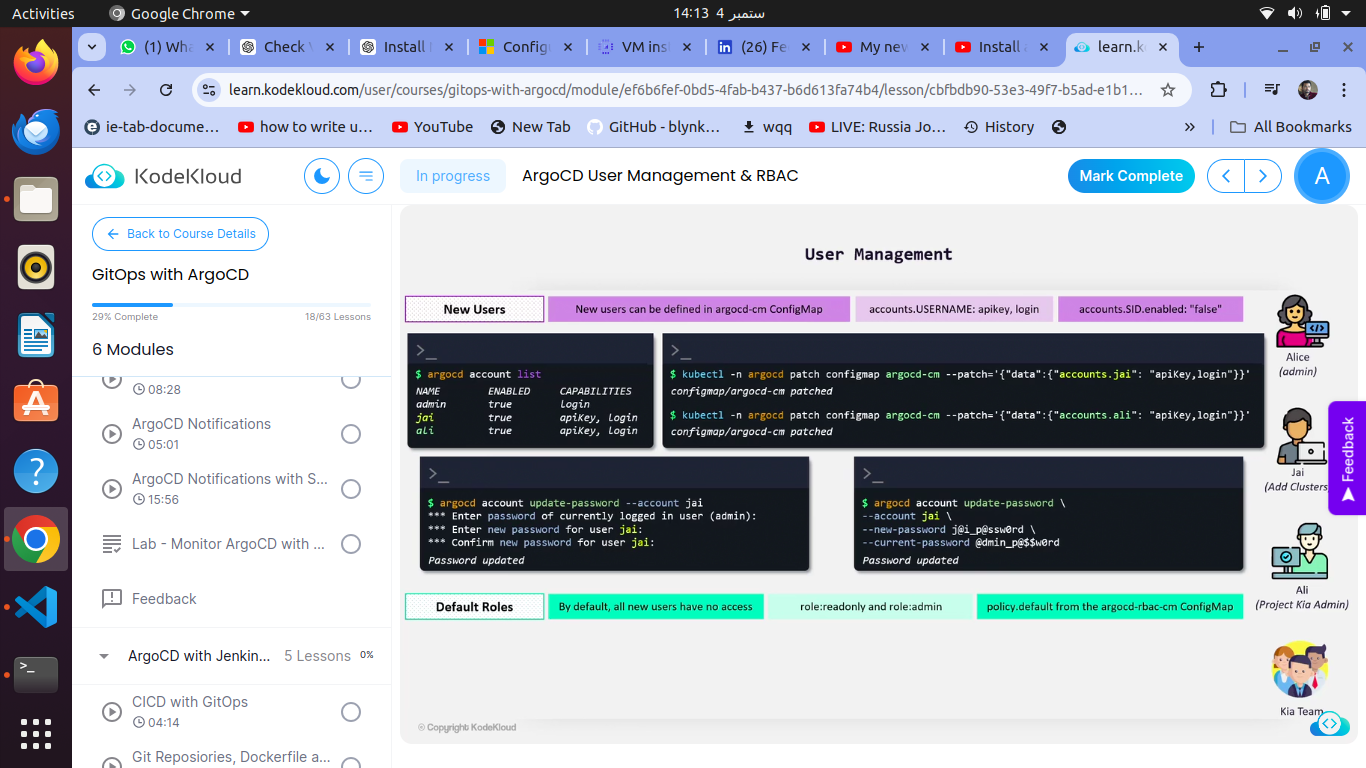 Activities
Google Chrome
14:13 4 ستمبر
(1) Wha
Check V
Install
Config
VM ins
(26) Fe
My nev
Install a
learn.k
learn.kodekloud.com/user/courses/gitops-with-argocd/module/ef6b6fef-0bd5-4fab-b437-b6d613fa74b4/lesson/cbfbdb90-53e3-49f7-b5ad-e1b1...
ie-tab-docume...
how to write u...
YouTube
New Tab
GitHub - blynk...
wqq
LIVE: Russia Jo...
History
All Bookmarks
KodeKloud
In progress
ArgoCD User Management & RBAC
Mark Complete
A
Back to Course Details
GitOps with ArgoCD
29% Complete
18/63 Lessons
6 Modules
08:28
ArgoCD Notifications
05:01
ArgoCD Notifications with S...
15:56
Lab - Monitor ArgoCD with ...
Feedback
ArgoCD with Jenkin...
5 Lessons
0%
CICD with GitOps
04:14
Git Reposiories, Dockerfile a...
User Management
New Users
New users can be defined in argocd-cm ConfigMap
accounts.USERNAME: apikey, login
accounts.SID.enabled: "false"
>_
$ argocd account list
NAME ENABLED CAPABILITIES
admin true login
jai true apiKey, Login
ali true apiKey, Login
>_
$ kubectl -n argocd patch configmap argocd-cm --patch='{"data":{"accounts.jai": "apiKey,login"}}'
configmap/argocd-cm patched
$ kubectl -n argocd patch configmap argocd-cm --patch='{"data":{"accounts.ali": "apiKey,login"}}'
configmap/argocd-cm patched
>_
$ argocd account update-password --account jai
*** Enter password of currently logged in user (admin):
*** Enter new password for user jai:
*** Confirm new password for user jai:
Password updated
>_
$ argocd account update-password \
--account jai \
--new-password j@i_p@ssw0rd \
--current-password @dmin_p@$$w0rd
Password updated
Default Roles
By default, all new users have no access
role:readonly and role:admin
policy.default from the argocd-rbac-cm ConfigMap
Alice
(admin)
Jai
(Add Clusters)
Ali
(Project Kia Admin)
Kia Team
Feedback
© Copyright KodeKloud